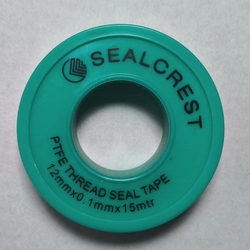 SEALCREST
PTFE THREAD SEAL TAPE
12mmx0.1mmx15mtr